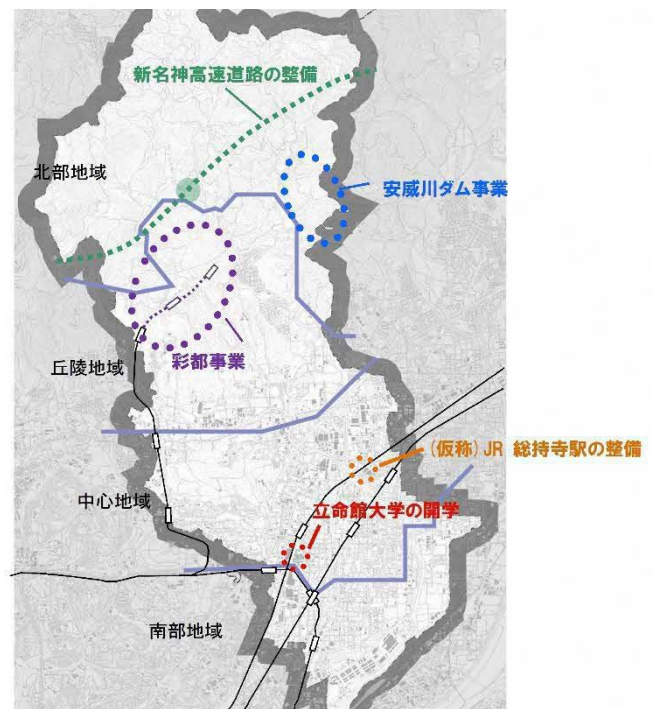 新名神高速道路の整備
北部地域
安威川ダム事業
彩都事業
丘陵地域
(仮称)JR 総持寺駅の整備
中心地域
立命館大学の開学
南部地域